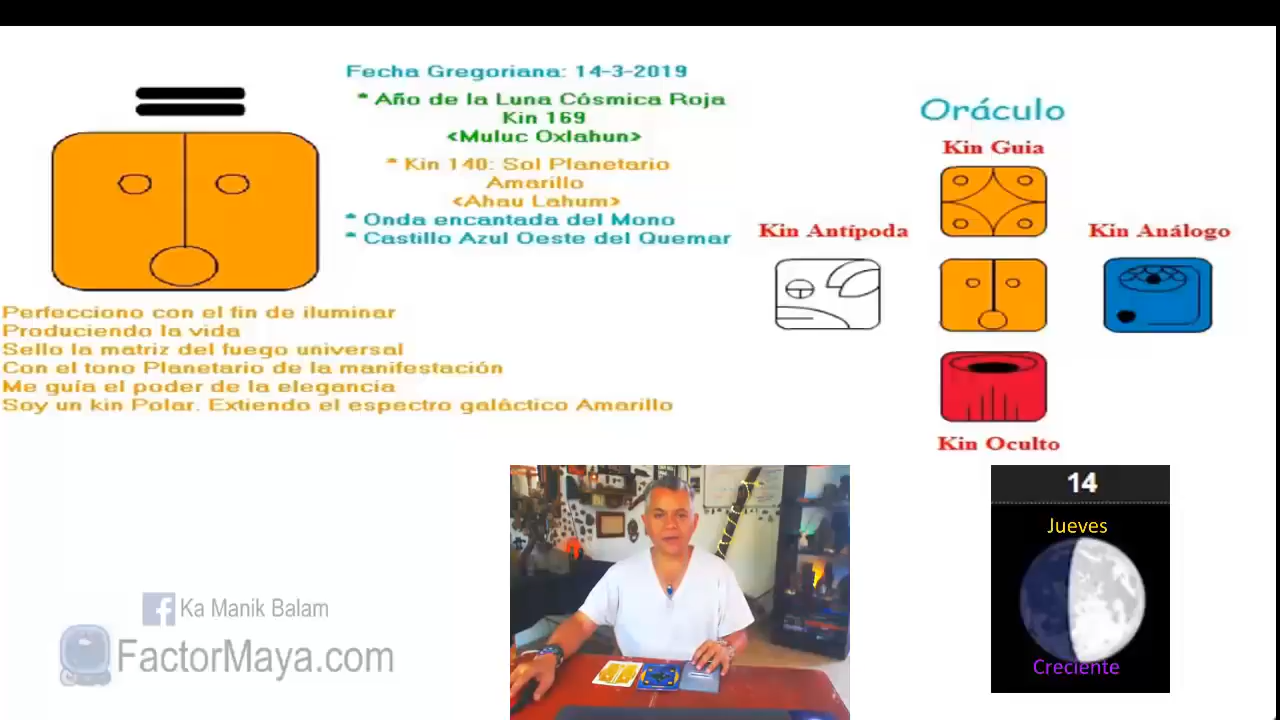 Fecha Gregoriana: 14-3-2019
* Año de la Luna Cósmica Roja
Kin 169
<Muluc Oxlahun>
* Kin 140: Sol Planetario
Amarillo
<Ahau Lahum>
* Onda encantada del Mono
* Castillo Azul Oeste del Quemar
Perfecciono con el fin de iluminar
Produciendo la vida
Sello la matriz del fuego universal
Con el tono Planetario de la manifestación
Me guía el poder de la elegancia
Soy un kin Polar. Extiendo el espectro galáctico Amarillo
Oráculo
Kin Guia
Kin Antípoda
Kin Análogo
Kin Oculto
14
Jueves
Creciente
Ka Manik Balam
FactorMaya.com